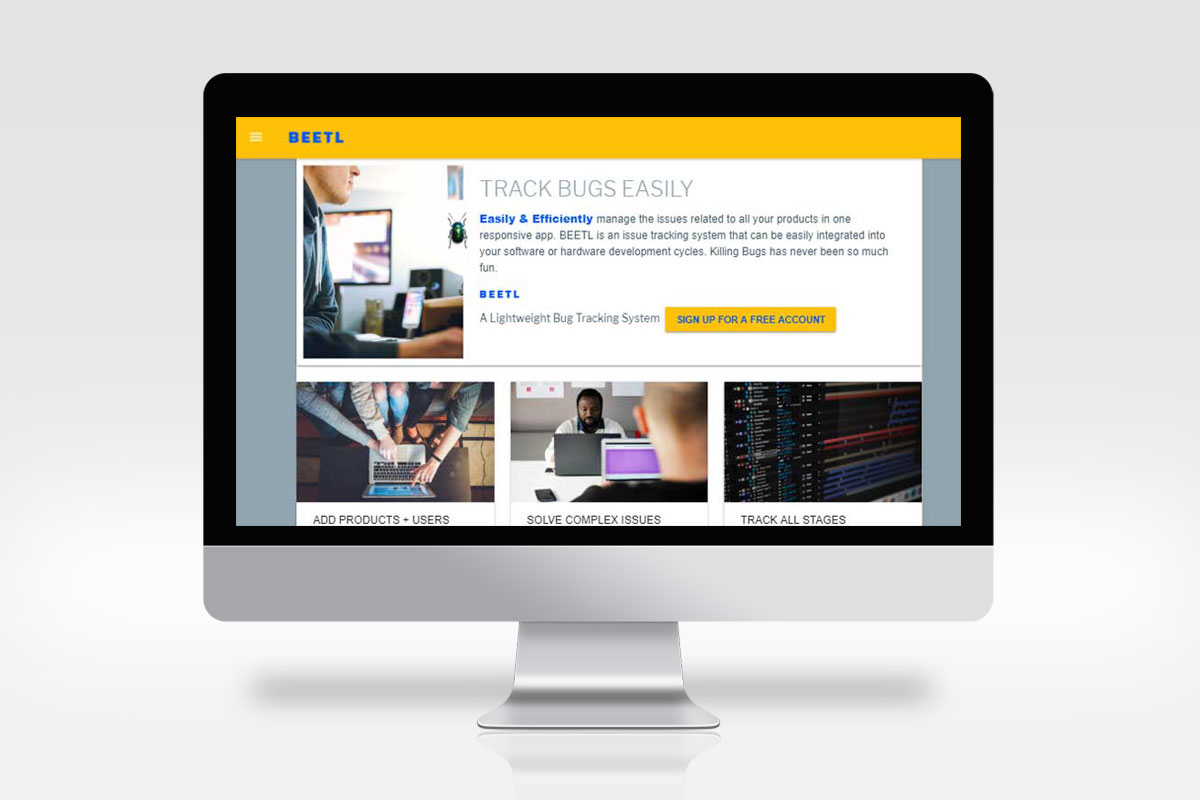 BEETL
TRACK BUGS EASILY
Easily & Efficiently manage the issues related to all your products in one
responsive app. BEETL is an issue tracking system that can be easily integrated into
your software or hardware development cycles. Killing Bugs has never been so much
fun.
BEETL
A Lightweight Bug Tracking System SIGN UP FOR A FREE ACCOUNT
ADD PRODUCTS + USERS SOLVE COMPLEX ISSUES TRACK ALL STAGES